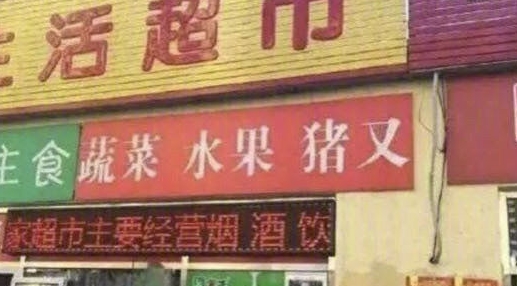 生活超市
主食
蔬菜 水果 猪又
家超市主要经营烟 酒 饮